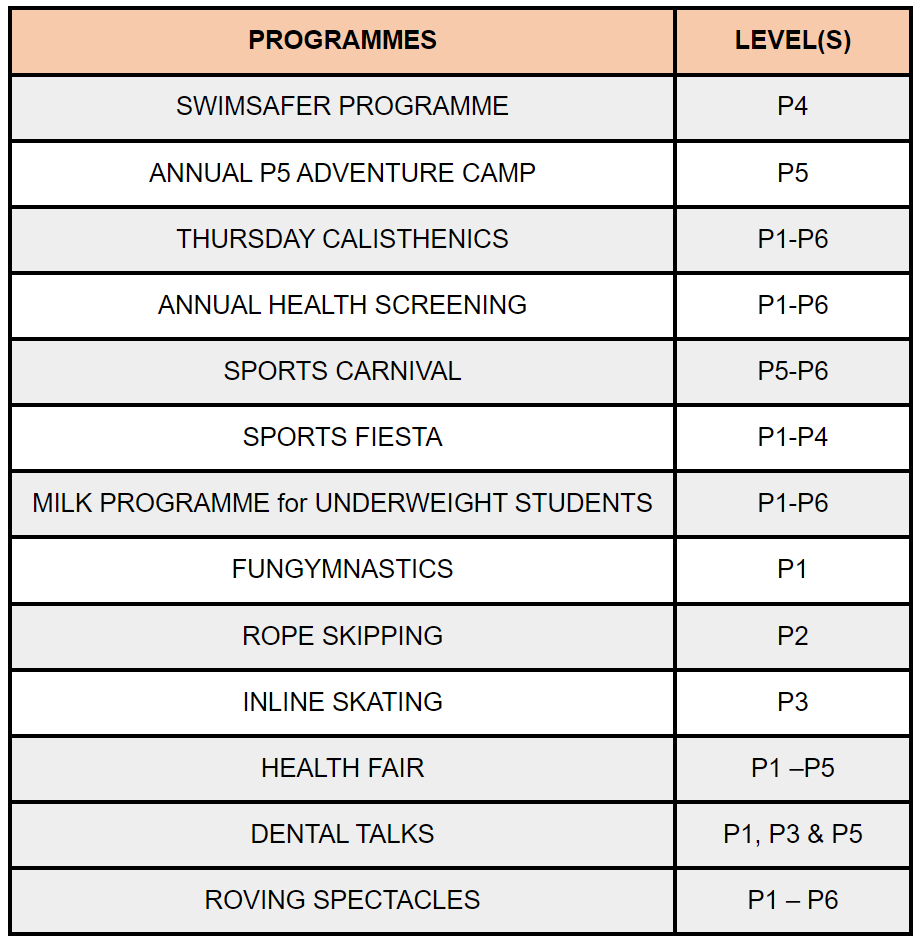 PROGRAMMES LEVEL(S)
SWIMSAFER PROGRAMME P4
ANNUAL P5 ADVENTURE CAMP P5
THURSDAY CALISTHENICS P1-P6
ANNUAL HEALTH SCREENING P1-P6
SPORTS CARNIVAL P5-P6
SPORTS FIESTA P1-P4
MILK PROGRAMME for UNDERWEIGHT STUDENTS P1-P6
FUNGYMNASTICS P1
ROPE SKIPPING P2
INLINE SKATING P3
HEALTH FAIR P1 –P5
DENTAL TALKS P1, P3 & P5
ROVING SPECTACLES P1 – P6